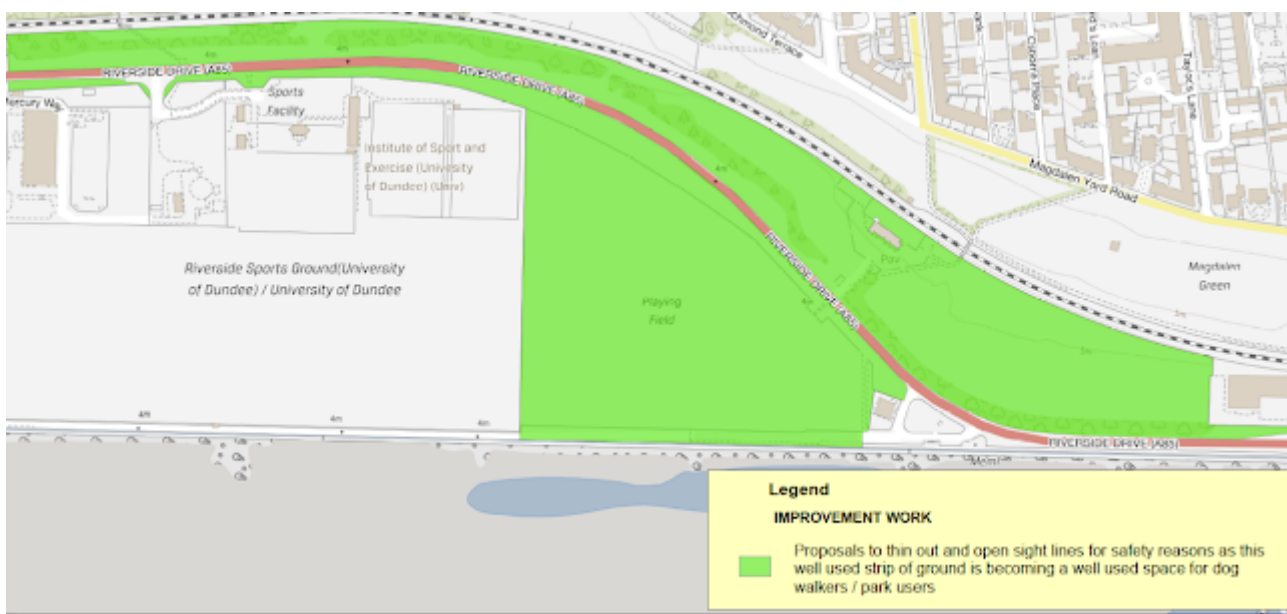 Richmond Terrace
Taylor's Lane
RIVERSIDE DRIVE (A85)
4m
4m
RIVERSIDE DRIVE (A85)
Mercury W
Sports
Facility
Institute of Sport and
Exercise (University
of Dundee) (Univ)
4m
Magdalen Yard Road
Riverside Sports Ground(University
of Dundee) / University of Dundee
RIVERSIDE DRIVE (A85)
Pav
Magdalen
Green
Playing
Field
4m
4m
4m
RIVERSIDE DRIVE (A85)
Legend
IMPROVEMENT WORK
Proposals to thin out and open sight lines for safety reasons as this
well used strip of ground is becoming a well used space for dog
walkers / park users